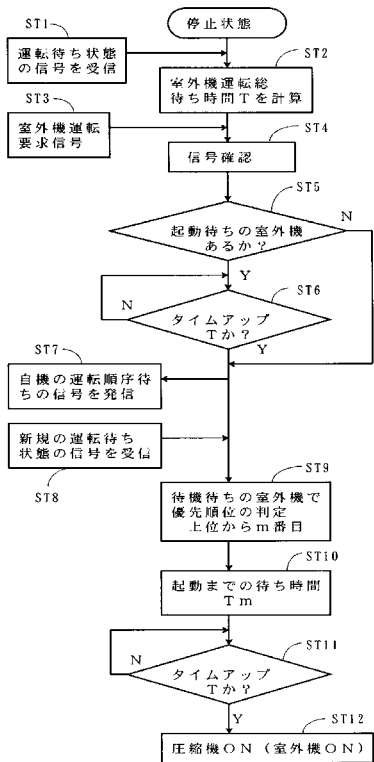 停止状態
ST1
運転待ち状態
の信号を受信
ST2
室外機運転総
待ち時間Tを計算
ST3
室外機運転
要求信号
ST4
信号確認
ST5
起動待ちの室外機
あるか?
N
Y
ST6
N
タイムアップ
Tか?
Y
ST7
自機の運転順序待
ちの信号を発信
新規の運転待ち
状態の信号を受信
ST8
ST9
待機待ちの室外機で
優先順位の判定
上位からm番目
ST10
起動までの待ち時間
Tm
ST11
N
タイムアップ
Tか?
Y
ST12
圧縮機ON(室外機ON)